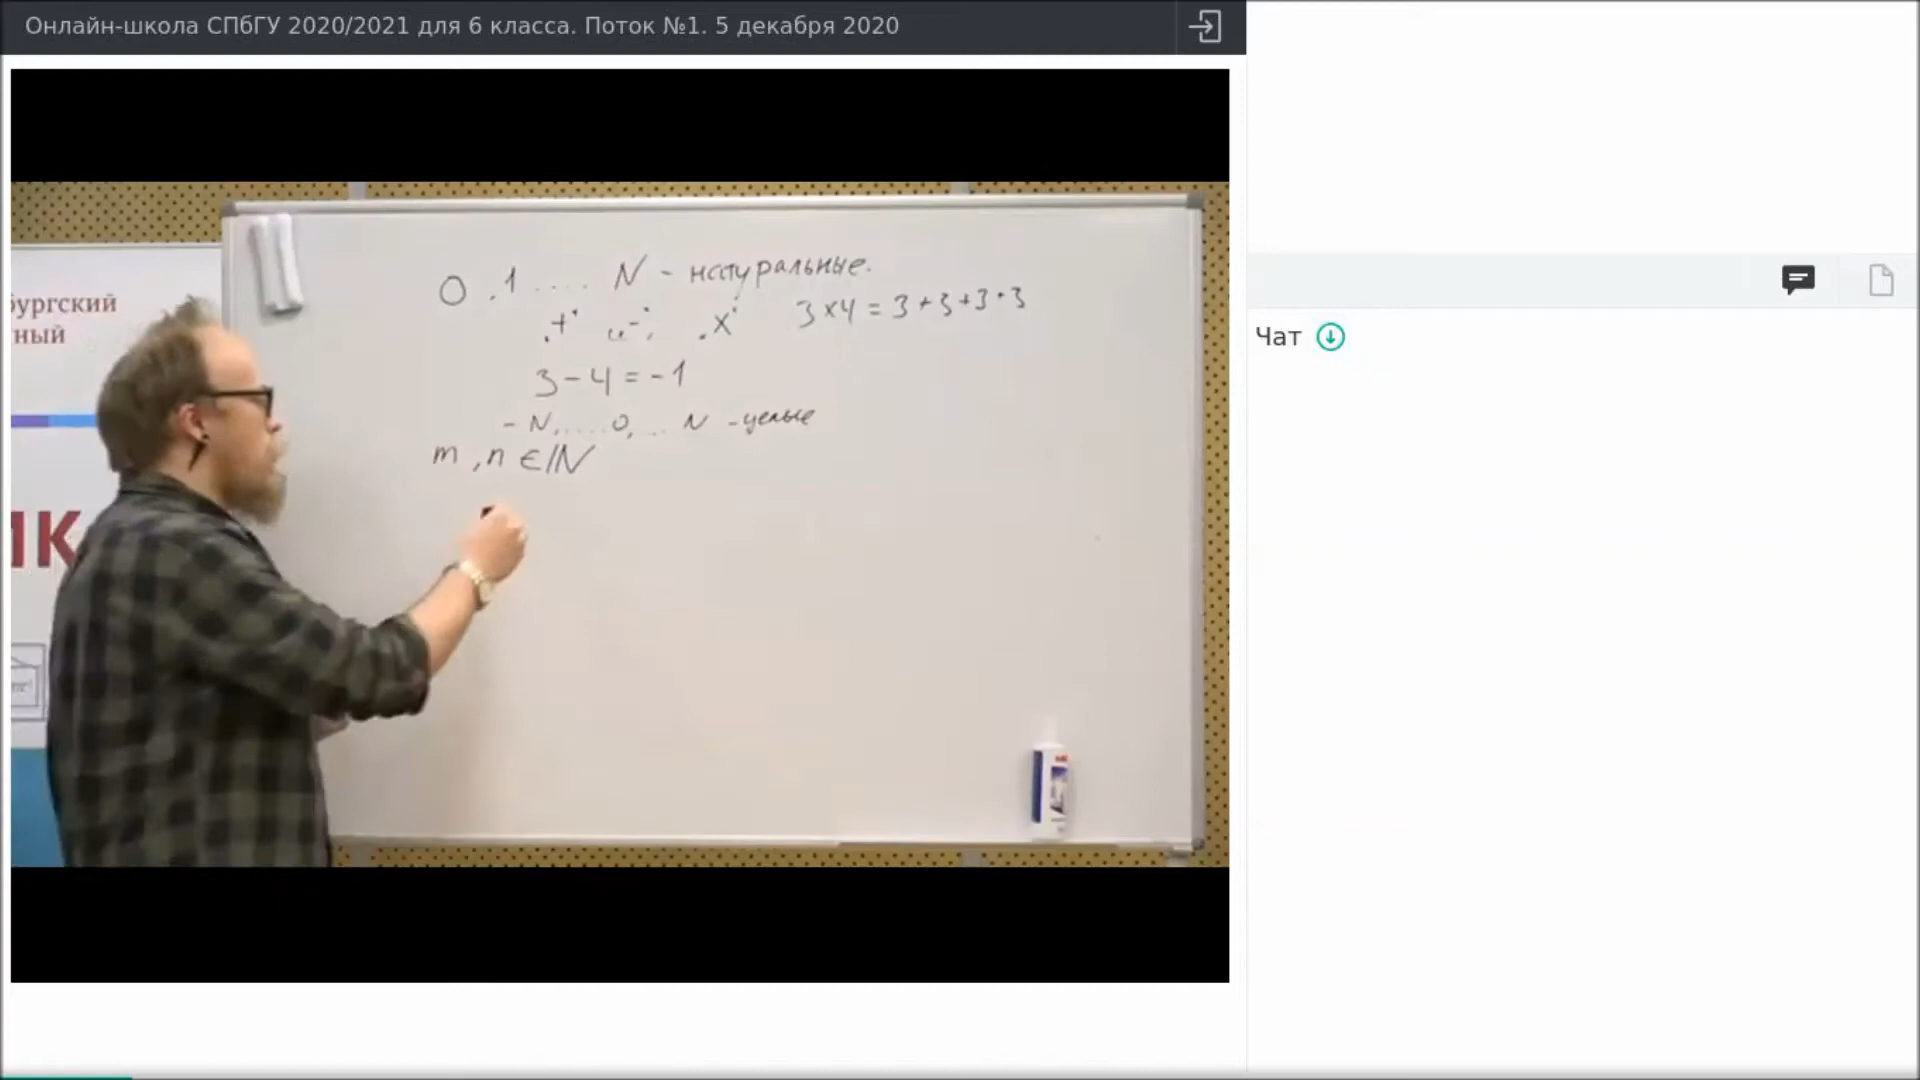 Онлайн-школа СПбГУ 2020/2021 для 6 класса. Поток №1. 5 декабря 2020
бургский
ный
ИК
0, 1 .... N - натуральные.
+ и - ; x 3x4 = 3+3+3+3
3-4=-1
-N, .... 0, ... N - целые
m, n ∈ ℕ
Чат